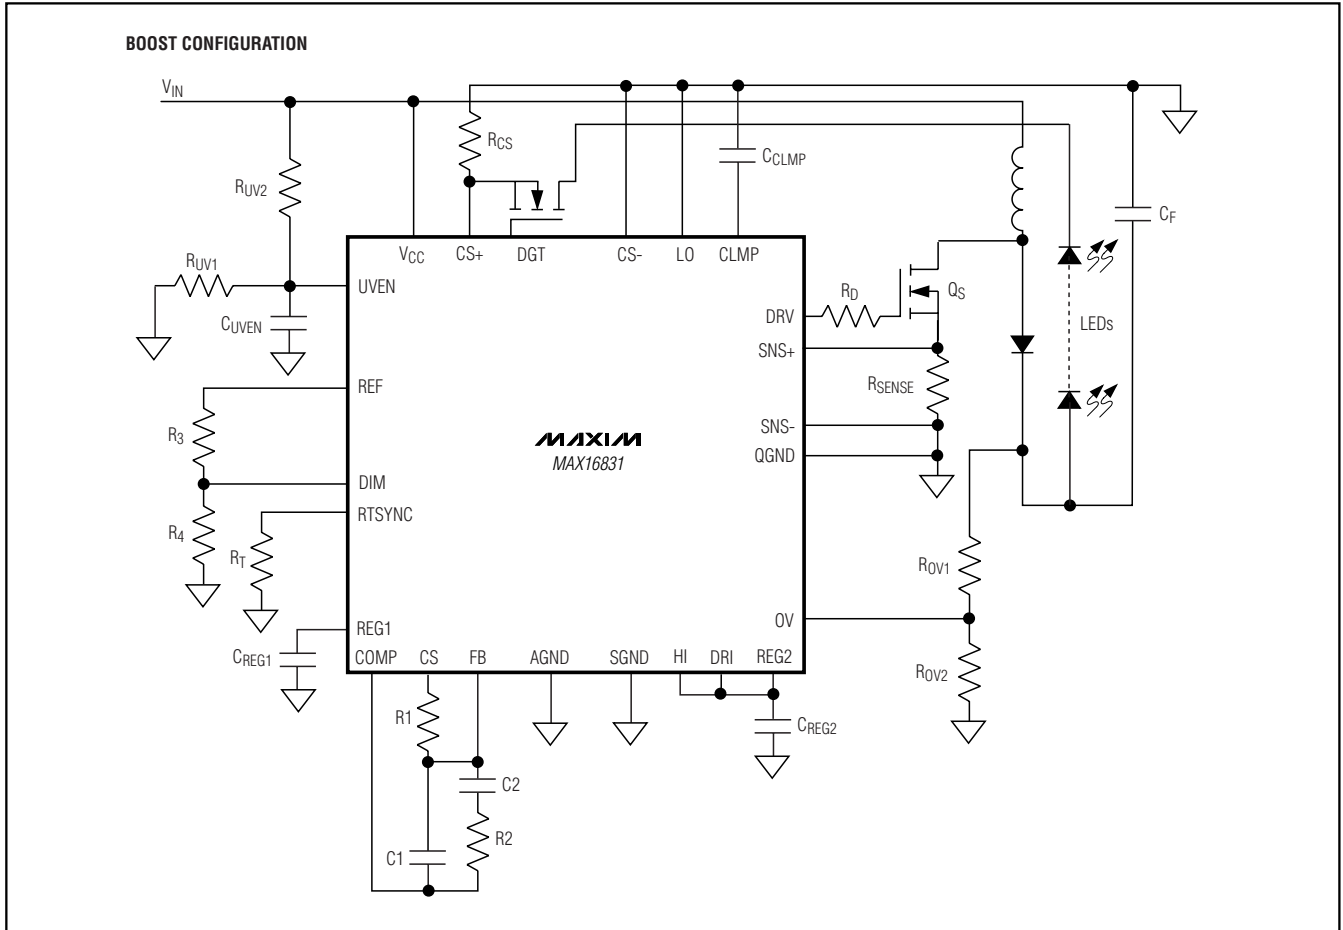 BOOST CONFIGURATION
VIN
RCS
CCLMP
RUV2
CF
VCC CS+ DGT CS- LO CLMP
RUV1
UVEN
CUVEN
RD
QS
DRV
LEDs
SNS+
REF
RSENSE
R3
SNS-
MAXIM
QGND
MAX16831
DIM
RTSYNC
R4
RT
ROV1
OV
REG1
CREG1
COMP CS FB AGND SGND HI DRI REG2
ROV2
R1
CREG2
C2
R2
C1